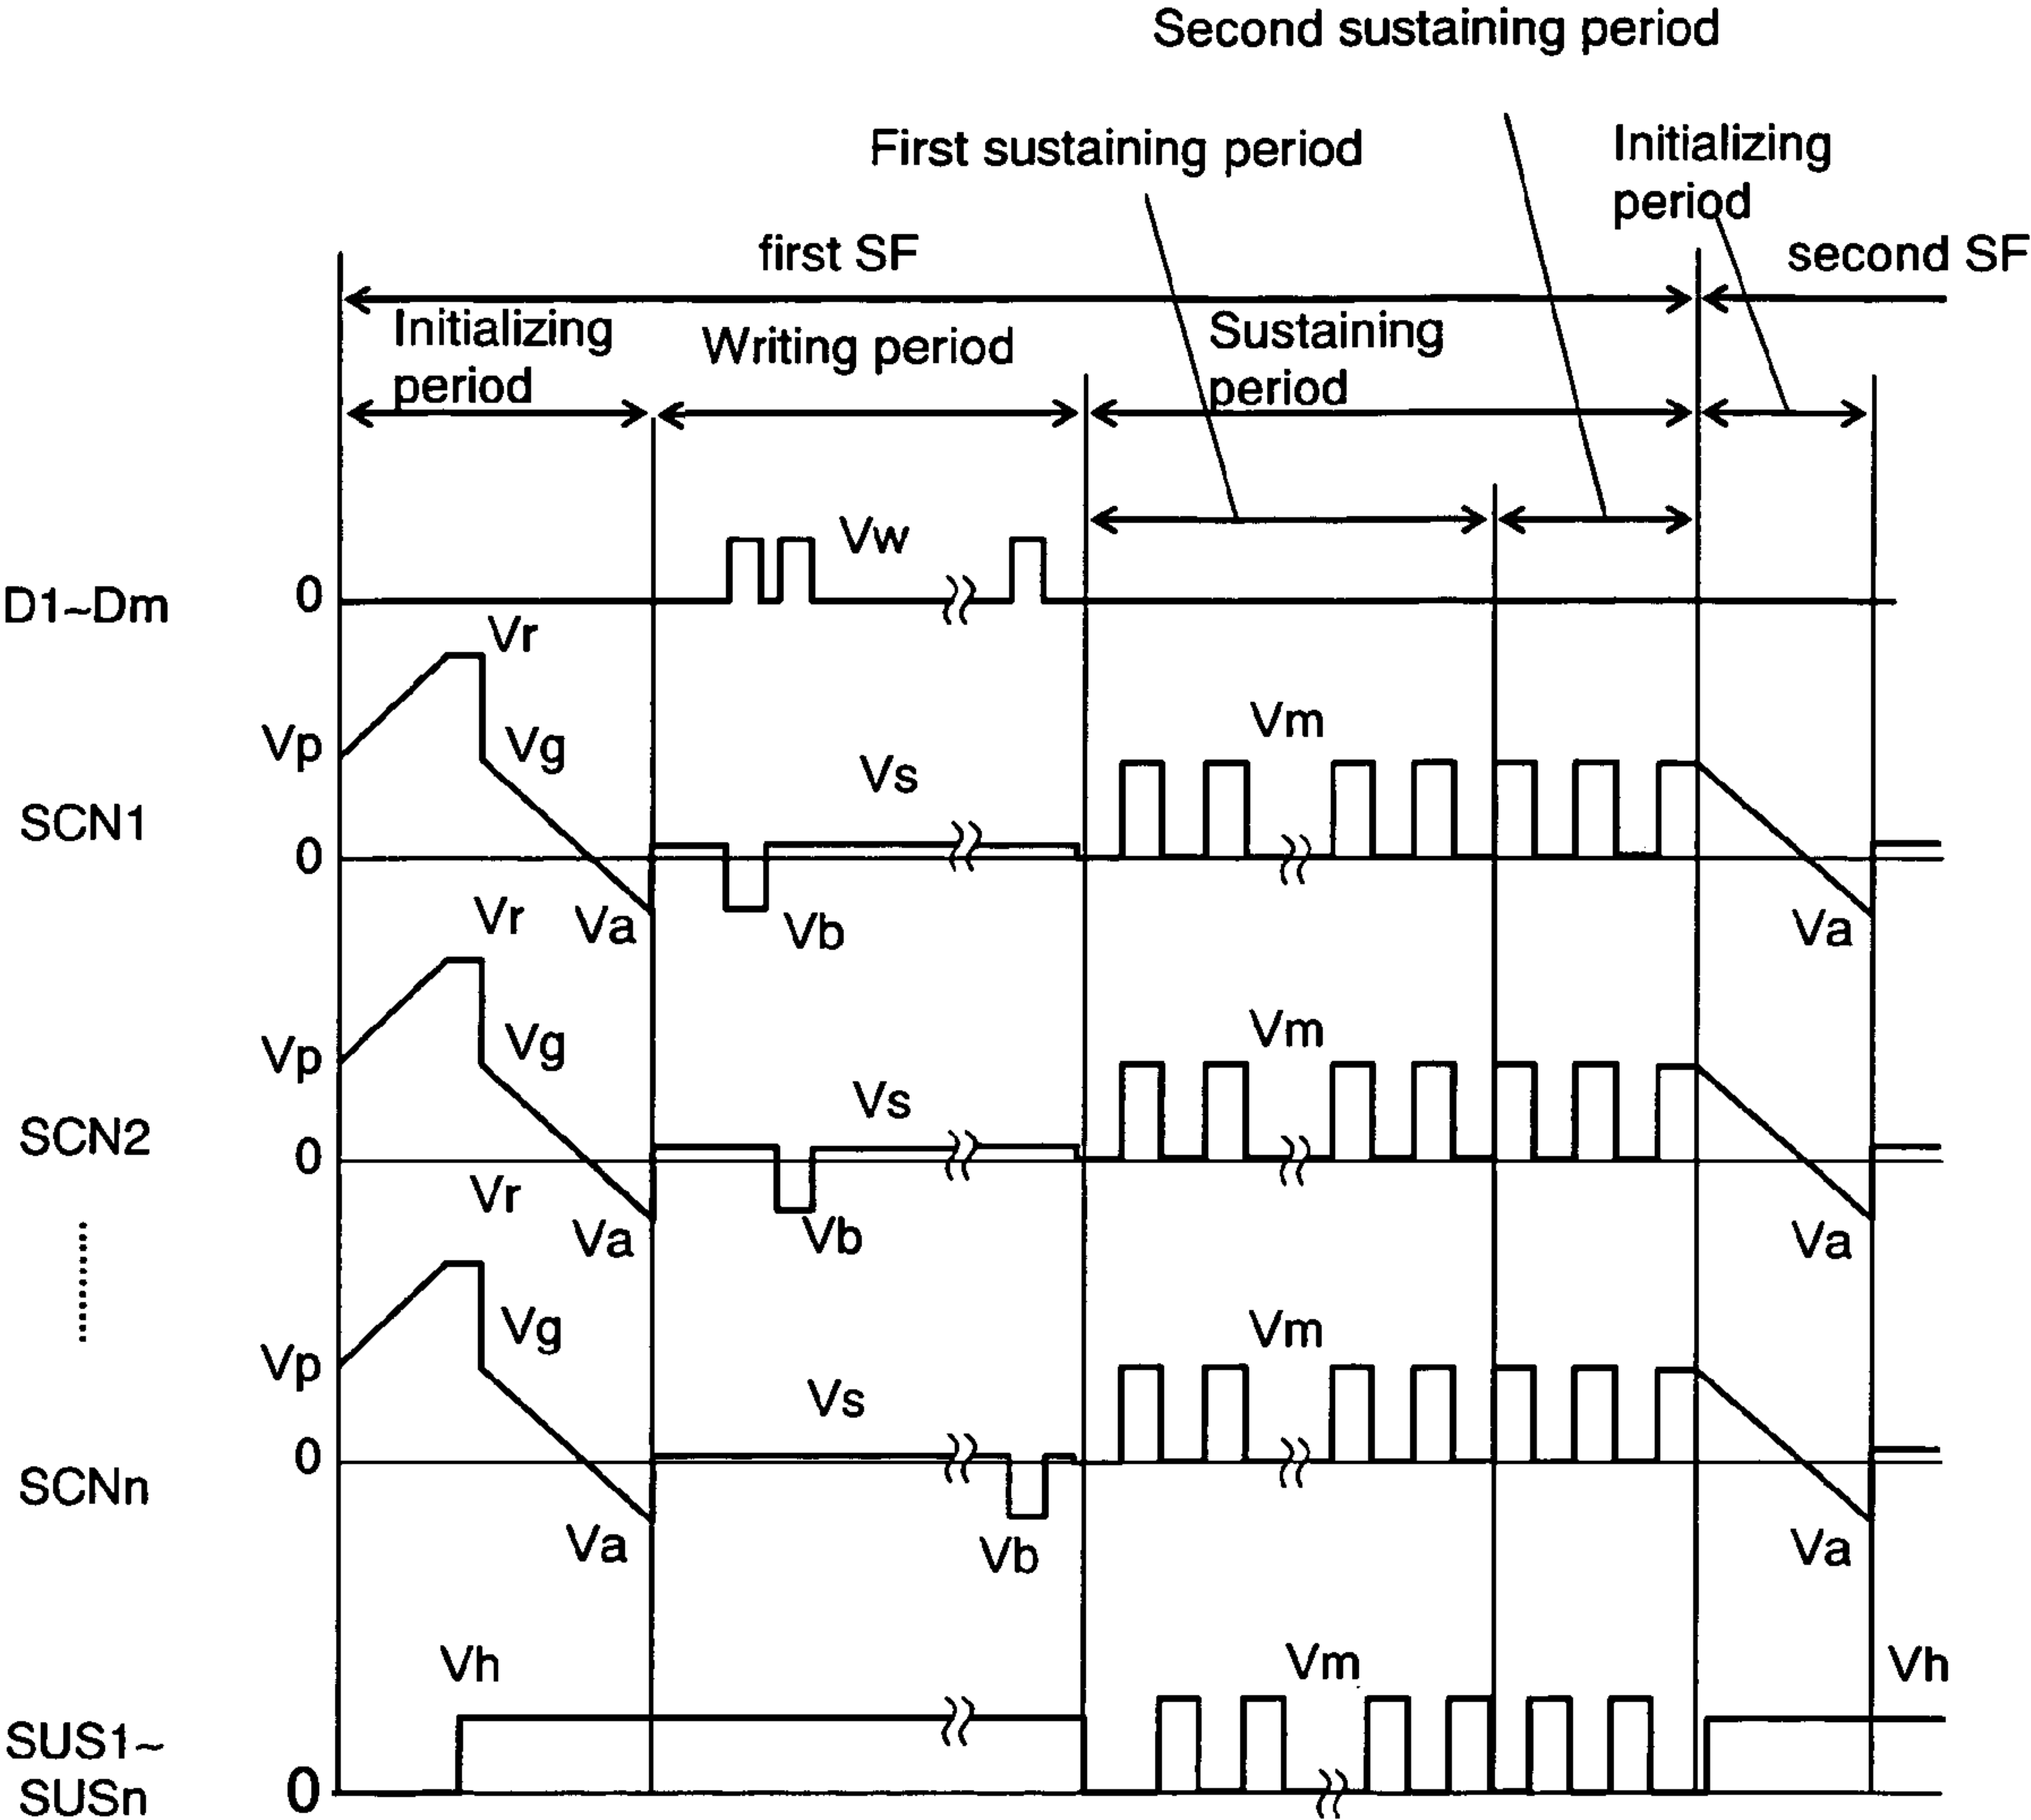 Second sustaining period
First sustaining period
Initializing
period
first SF
second SF
Initializing
period
Writing period
Sustaining
period
Vw
D1~Dm
0
Vr
Vp
Vg
Vs
Vm
SCN1
0
Va
Vb
Va
Vr
Vp
Vg
Vs
Vm
SCN2
0
Va
Vb
Va
Vr
Vp
Vg
Vs
Vm
SCNn
0
Va
Vb
Va
Vh
Vm
Vh
SUS1~
SUSn
0